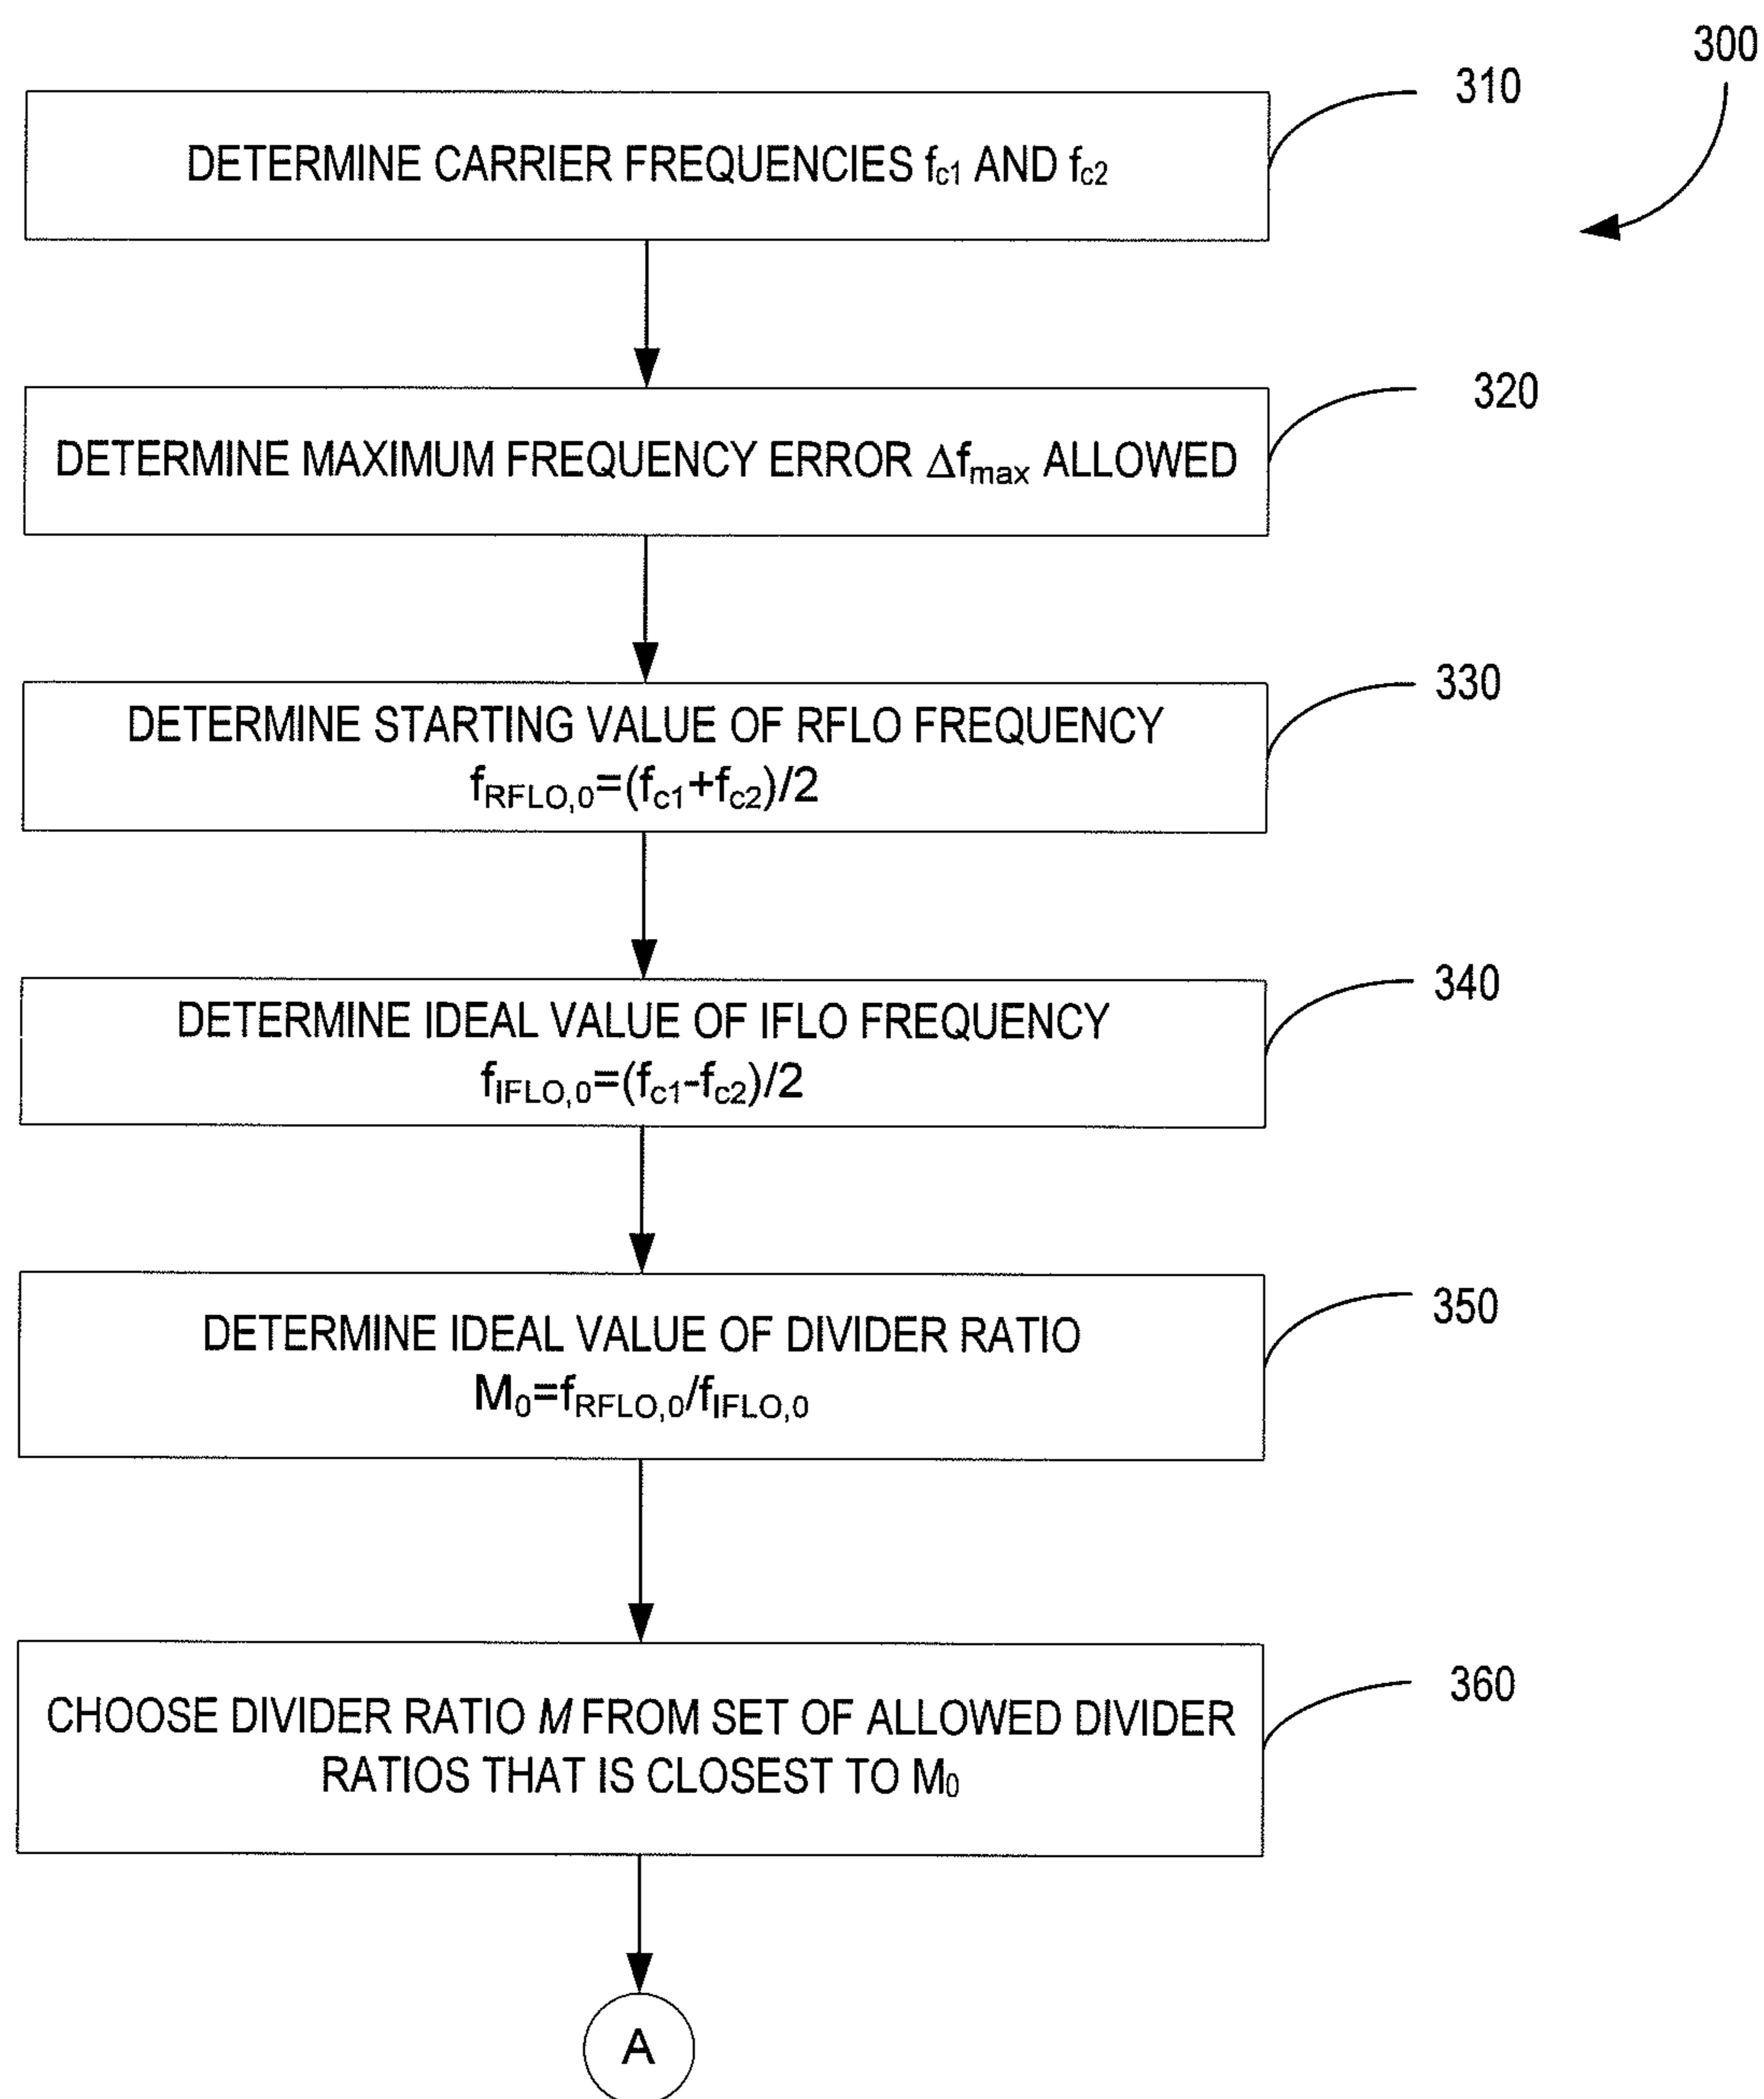 300
310
DETERMINE CARRIER FREQUENCIES fc1 AND fc2
320
DETERMINE MAXIMUM FREQUENCY ERROR Δfmax ALLOWED
330
DETERMINE STARTING VALUE OF RFLO FREQUENCY
fRFLO,0=(fc1+fc2)/2
340
DETERMINE IDEAL VALUE OF IFLO FREQUENCY
fIFLO,0=(fc1-fc2)/2
350
DETERMINE IDEAL VALUE OF DIVIDER RATIO
M0=fRFLO,0/fIFLO,0
360
CHOOSE DIVIDER RATIO M FROM SET OF ALLOWED DIVIDER
RATIOS THAT IS CLOSEST TO M0
A